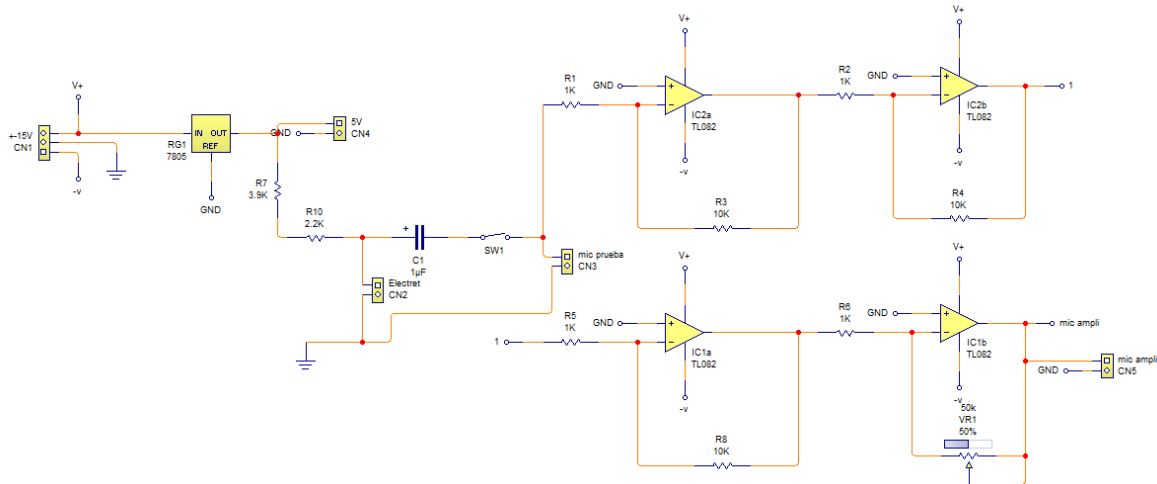 V+
+-15V
CN1
-v
IN OUT
REF
RG1
7805
GND
GND
5V
CN4
R7
3.9K
R10
2.2K
+
C1
1µF
SW1
Electret
CN2
mic prueba
CN3
R1
1K
GND
V+
+
-
IC2a
TL082
-v
R3
10K
R2
1K
GND
V+
+
-
IC2b
TL082
-v
R4
10K
1
1
R5
1K
GND
V+
+
-
IC1a
TL082
-v
R8
10K
R6
1K
GND
V+
+
-
IC1b
TL082
-v
50k
VR1
50%
mic ampli
mic ampli
GND
CN5